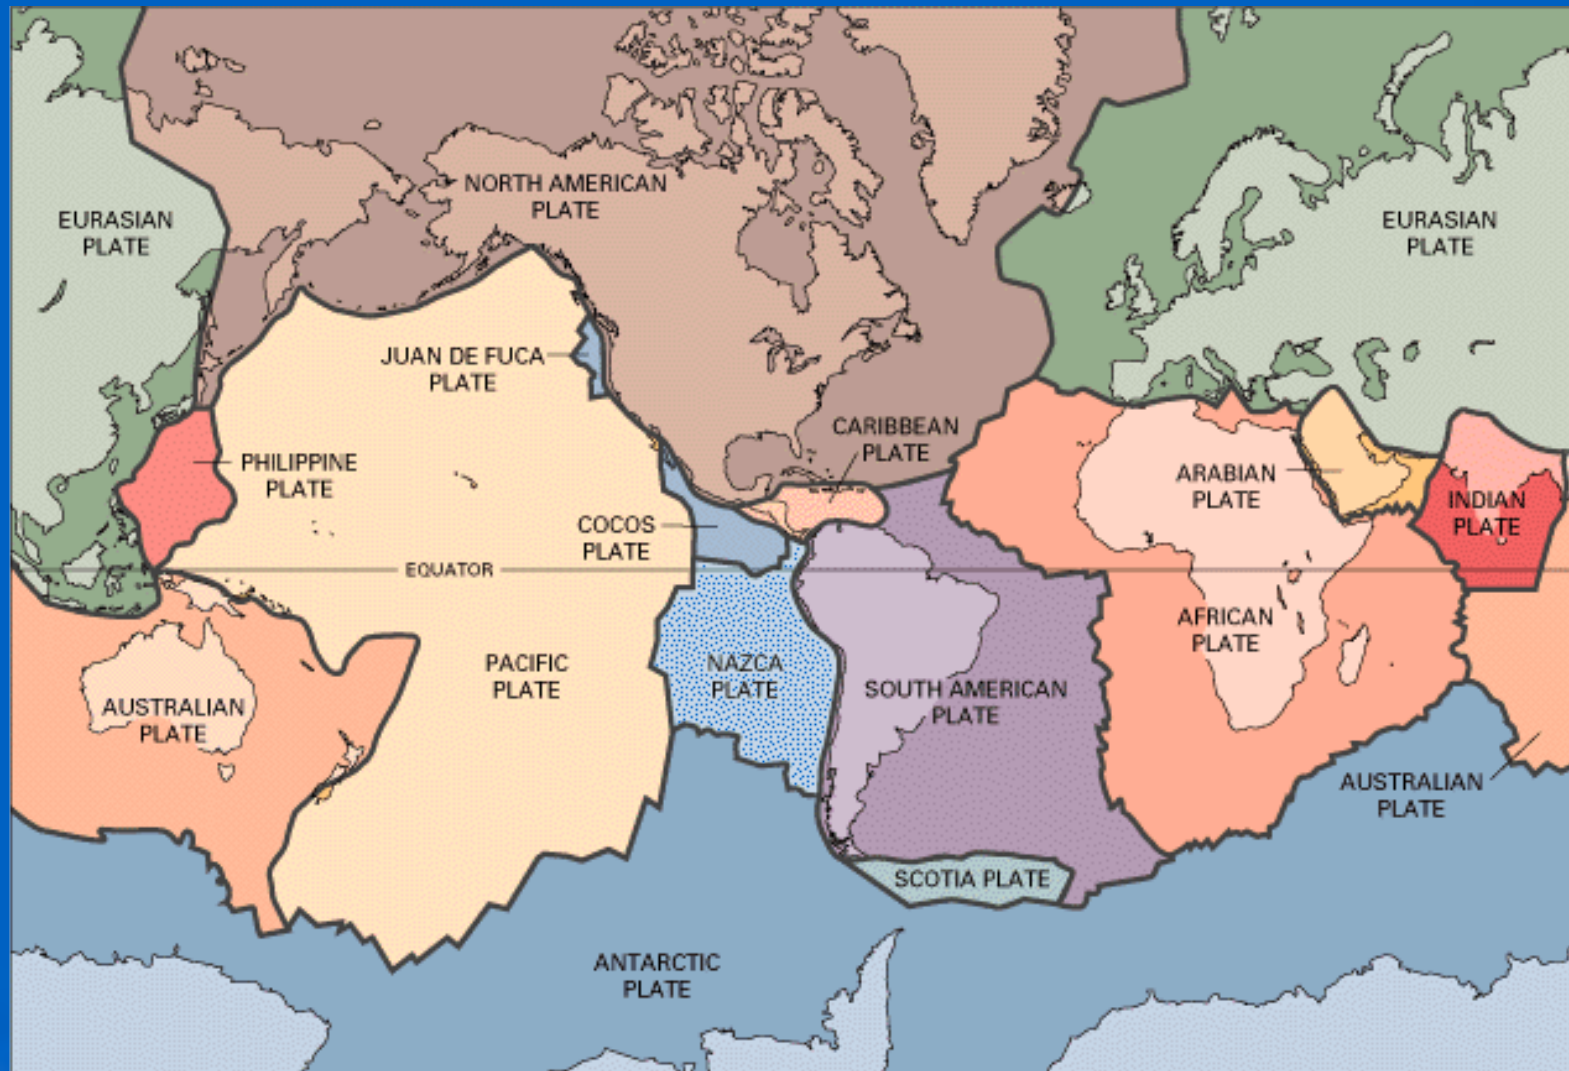 NORTH AMERICAN
PLATE
EURASIAN
PLATE
EURASIAN
PLATE
JUAN DE FUCA
PLATE
CARIBBEAN
PLATE
PHILIPPINE
PLATE
ARABIAN
PLATE
INDIAN
PLATE
COCOS
PLATE
EQUATOR
AFRICAN
PLATE
PACIFIC
PLATE
NAZCA
PLATE
SOUTH AMERICAN
PLATE
AUSTRALIAN
PLATE
AUSTRALIAN
PLATE
SCOTIA PLATE
ANTARCTIC
PLATE